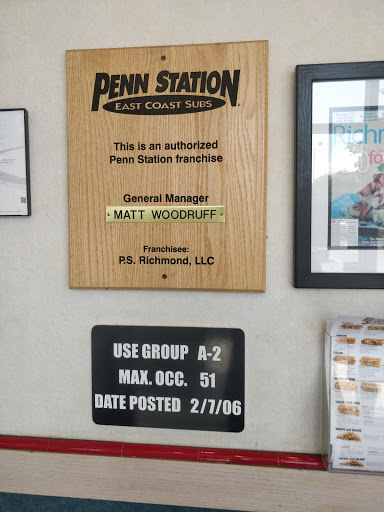 PENN STATION
EAST COAST SUBS
This is an authorized
Penn Station franchise
General Manager
MATT WOODRUFF
Franchisee:
P.S. Richmond, LLC
USE GROUP A-2
MAX. OCC. 51
DATE POSTED 2/7/06